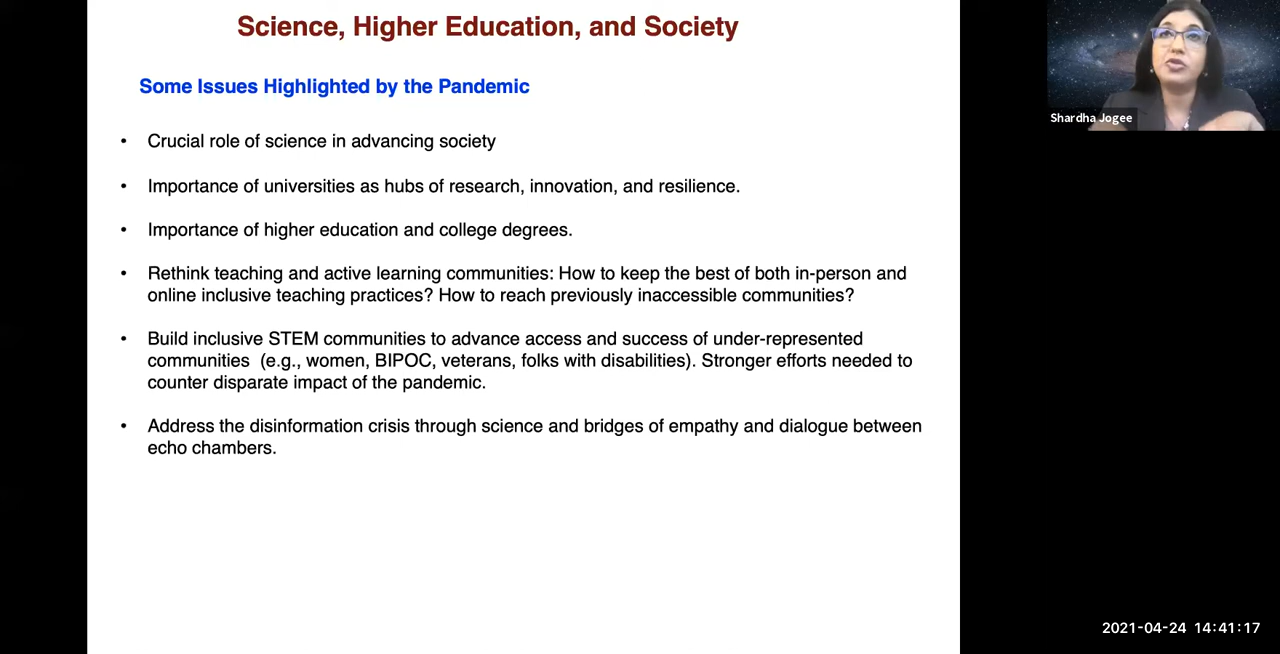 Science, Higher Education, and Society
Some Issues Highlighted by the Pandemic
• Crucial role of science in advancing society
• Importance of universities as hubs of research, innovation, and resilience.
• Importance of higher education and college degrees.
• Rethink teaching and active learning communities: How to keep the best of both in-person and
online inclusive teaching practices? How to reach previously inaccessible communities?
• Build inclusive STEM communities to advance access and success of under-represented
communities (e.g., women, BIPOC, veterans, folks with disabilities). Stronger efforts needed to
counter disparate impact of the pandemic.
• Address the disinformation crisis through science and bridges of empathy and dialogue between
echo chambers.
Shardha Jogee
2021-04-24 14:41:17